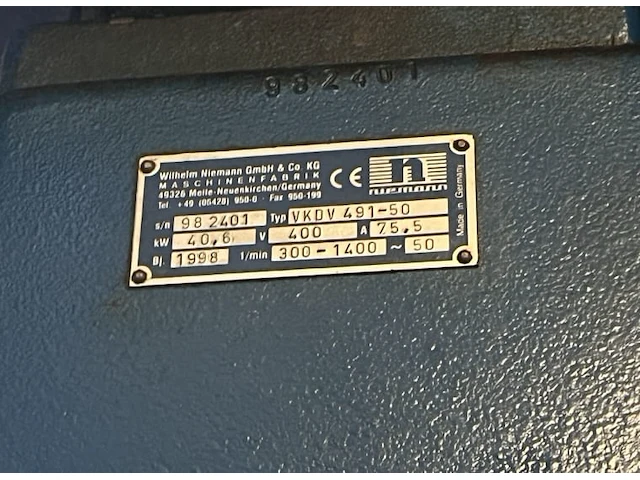 982401
Wilhelm Niemann GmbH & Co. KG
MASCHINENFABRIK
49326 Melle-Neuenkirchen/Germany
Tel. +49 (05428) 950-0 · Fax 950-199
CE
n
niemann
Made in Germany
s/n 982401 Typ VKDV 491-50
kW 40,6 V 400 A 75,5
Bj. 1998 1/min 300-1400 ~ 50